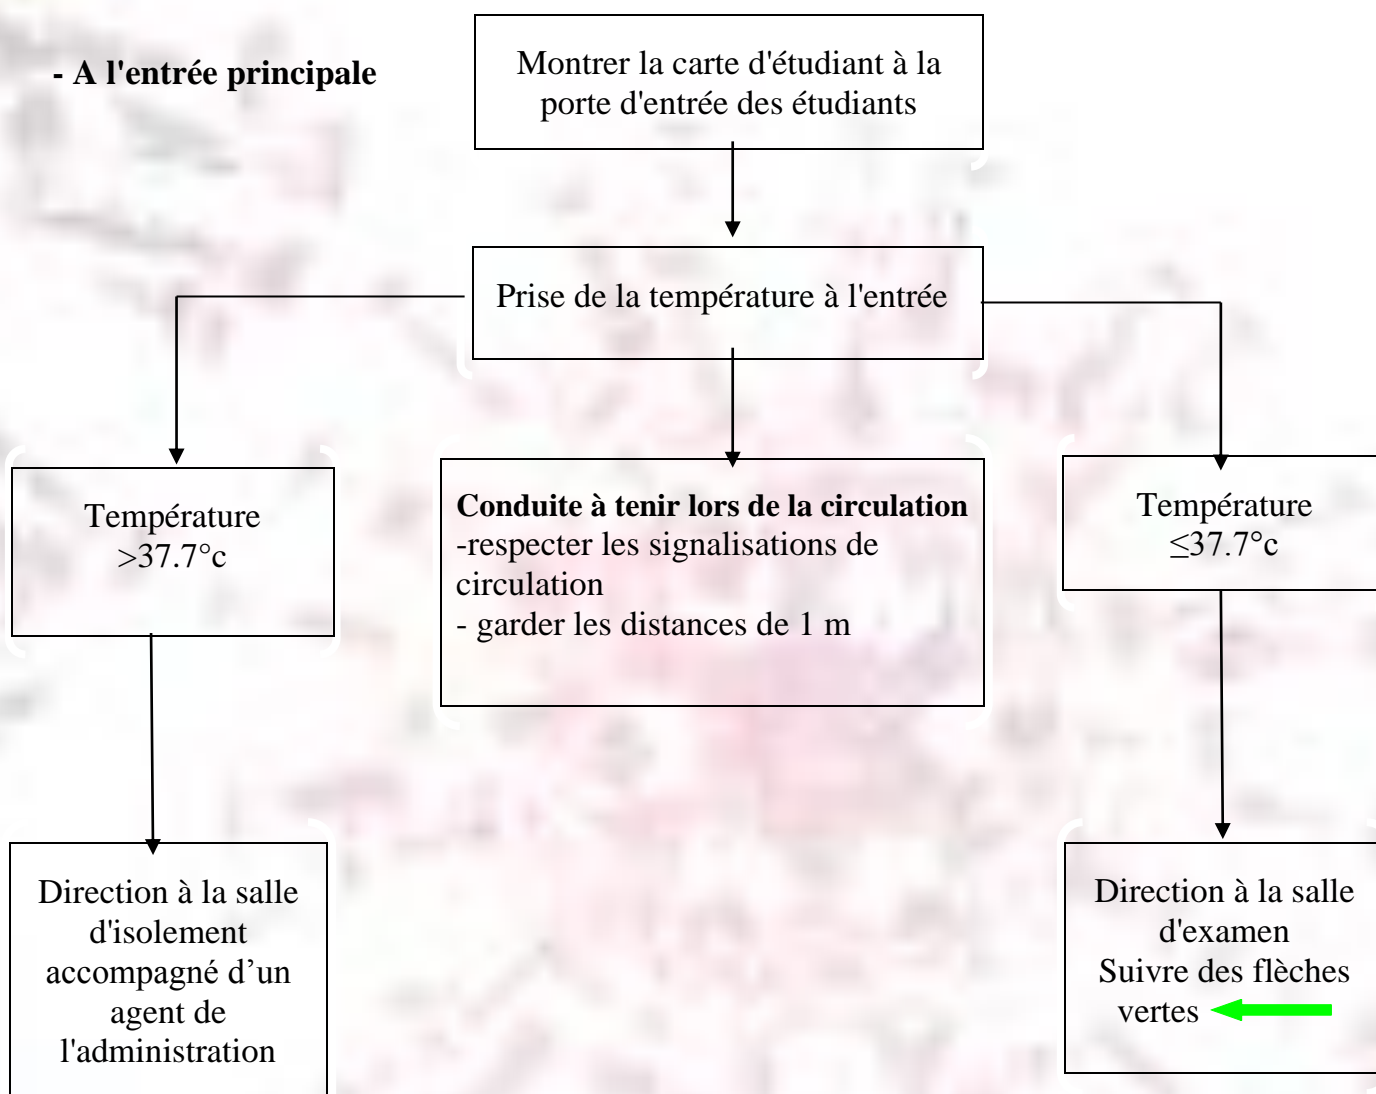 - A l'entrée principale
Montrer la carte d'étudiant à la
porte d'entrée des étudiants
Prise de la température à l'entrée
Température
>37.7°c
Conduite à tenir lors de la circulation
-respecter les signalisations de
circulation
- garder les distances de 1 m
Température
≤37.7°c
Direction à la salle
d'isolement
accompagné d’un
agent de
l'administration
Direction à la salle
d'examen
Suivre des flèches
vertes